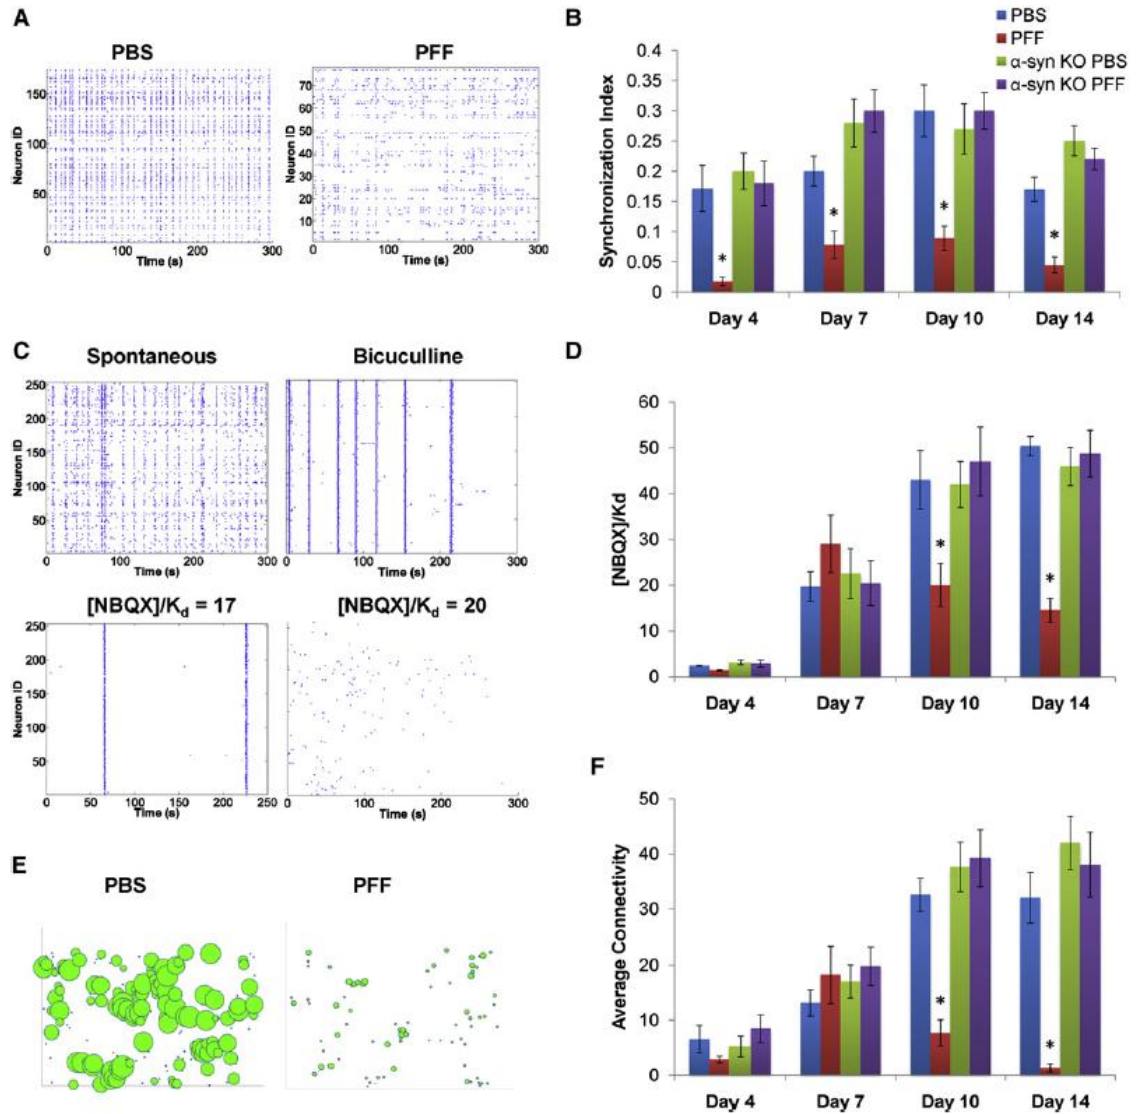 A
PBS
PFF
Neuron ID
150
100
50
0
100
200
300
Time (s)
Neuron ID
70
60
50
40
30
20
10
0
100
200
300
Time (s)
B
PBS
PFF
α-syn KO PBS
α-syn KO PFF
Synchronization Index
0.4
0.35
0.3
0.25
0.2
0.15
0.1
0.05
0
*
*
*
*
Day 4
Day 7
Day 10
Day 14
C
Spontaneous
Bicuculline
Neuron ID
250
200
150
100
50
0
100
200
300
Time (s)
250
200
150
100
50
0
100
200
300
Time (s)
[NBQX]/Kd = 17
[NBQX]/Kd = 20
Neuron ID
250
200
150
100
50
0
50
100
150
200
250
Time (s)
0
100
200
300
Time (s)
D
[NBQX]/Kd
60
50
40
30
20
10
0
*
*
Day 4
Day 7
Day 10
Day 14
E
PBS
PFF
F
Average Connectivity
50
40
30
20
10
0
*
*
Day 4
Day 7
Day 10
Day 14